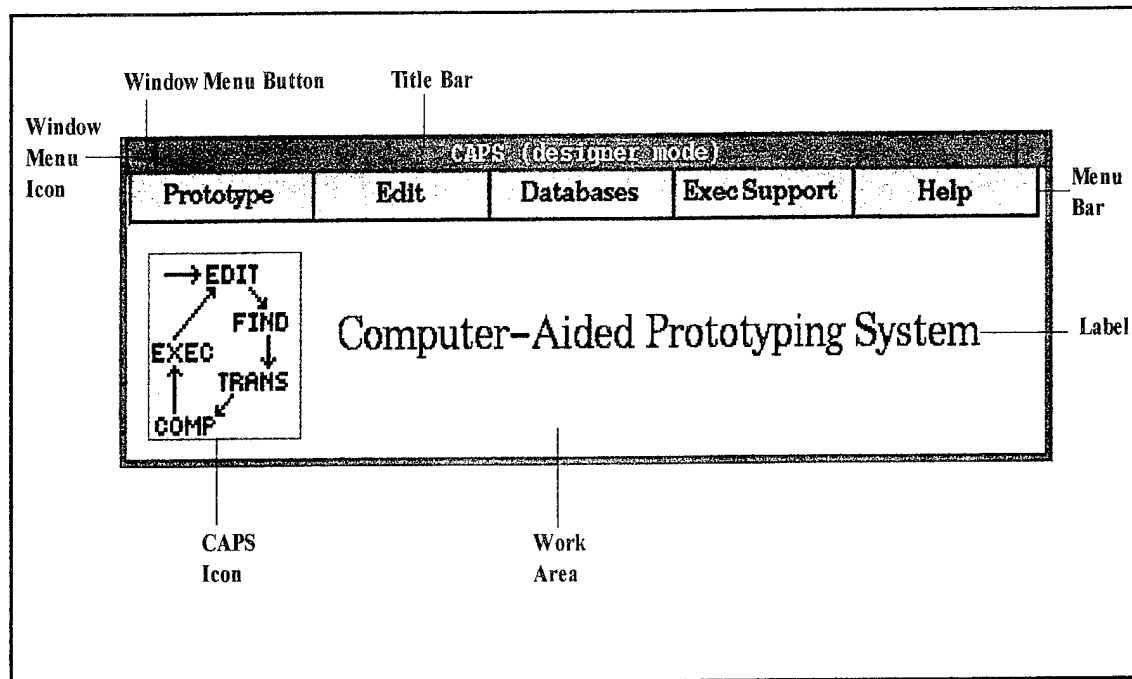 Window Menu Button
Title Bar
Window
Menu
Icon
CAPS (designer mode)
Prototype
Edit
Databases
Exec Support
Help
Menu
Bar
EDIT
FIND
EXEC
TRANS
COMP
Computer-Aided Prototyping System
Label
CAPS
Icon
Work
Area